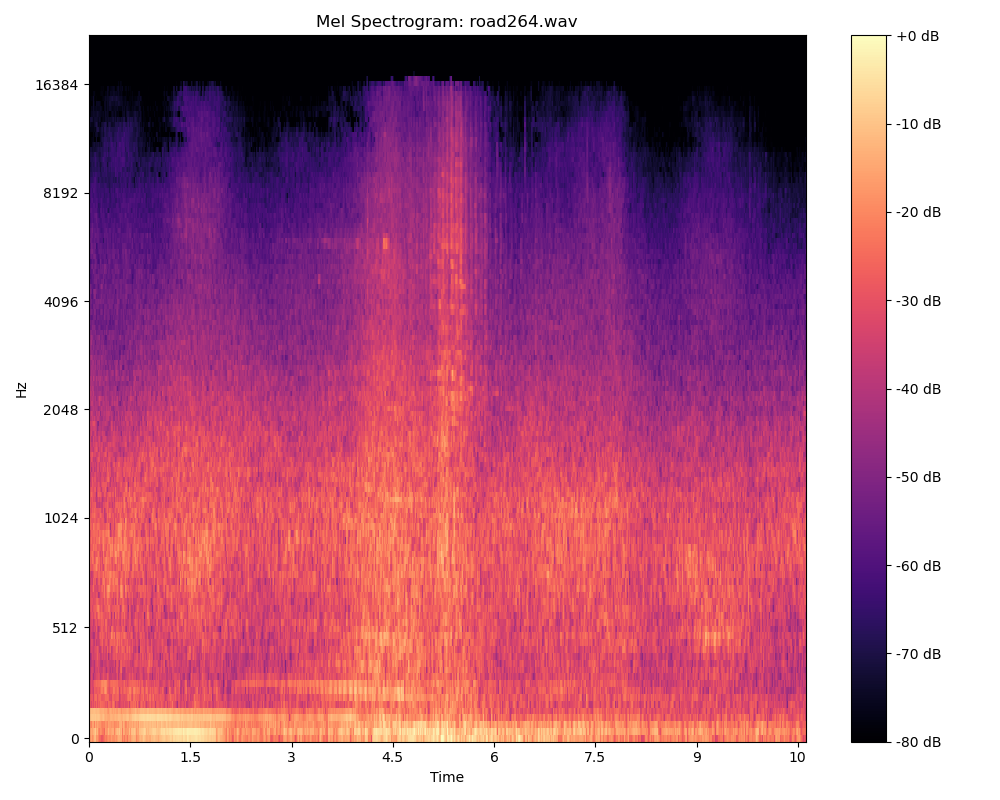 Mel Spectrogram: road264.wav
Hz
16384
8192
4096
2048
1024
512
0
0 1.5 3 4.5 6 7.5 9 10
Time
+0 dB
-10 dB
-20 dB
-30 dB
-40 dB
-50 dB
-60 dB
-70 dB
-80 dB